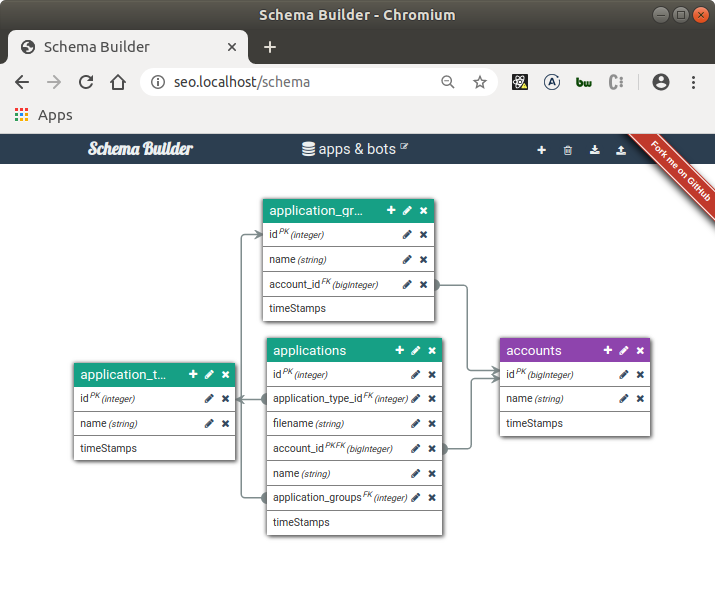 Schema Builder - Chromium
Schema Builder
seo.localhost/schema
Apps
Schema Builder
apps & bots
Fork me on GitHub
application_gr...
id PK (integer)
name (string)
account_id FK (bigInteger)
timeStamps
applications
id PK (integer)
application_type_id FK (integer)
filename (string)
account_id PKFK (bigInteger)
name (string)
application_groups FK (integer)
timeStamps
application_t...
id PK (integer)
name (string)
timeStamps
accounts
id PK (bigInteger)
name (string)
timeStamps
A
bw
C